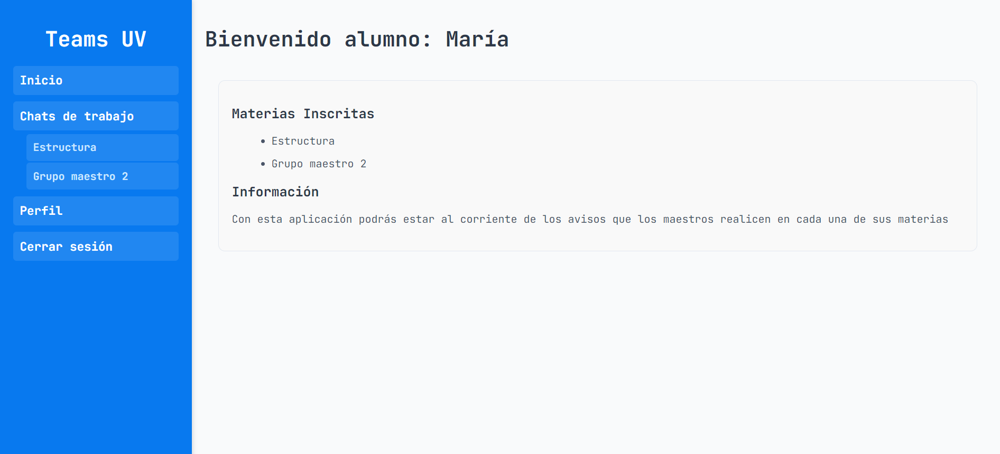 Teams UV
Inicio
Chats de trabajo
Estructura
Grupo maestro 2
Perfil
Cerrar sesión
Bienvenido alumno: María
Materias Inscritas
Estructura
Grupo maestro 2
Información
Con esta aplicación podrás estar al corriente de los avisos que los maestros realicen en cada una de sus materias